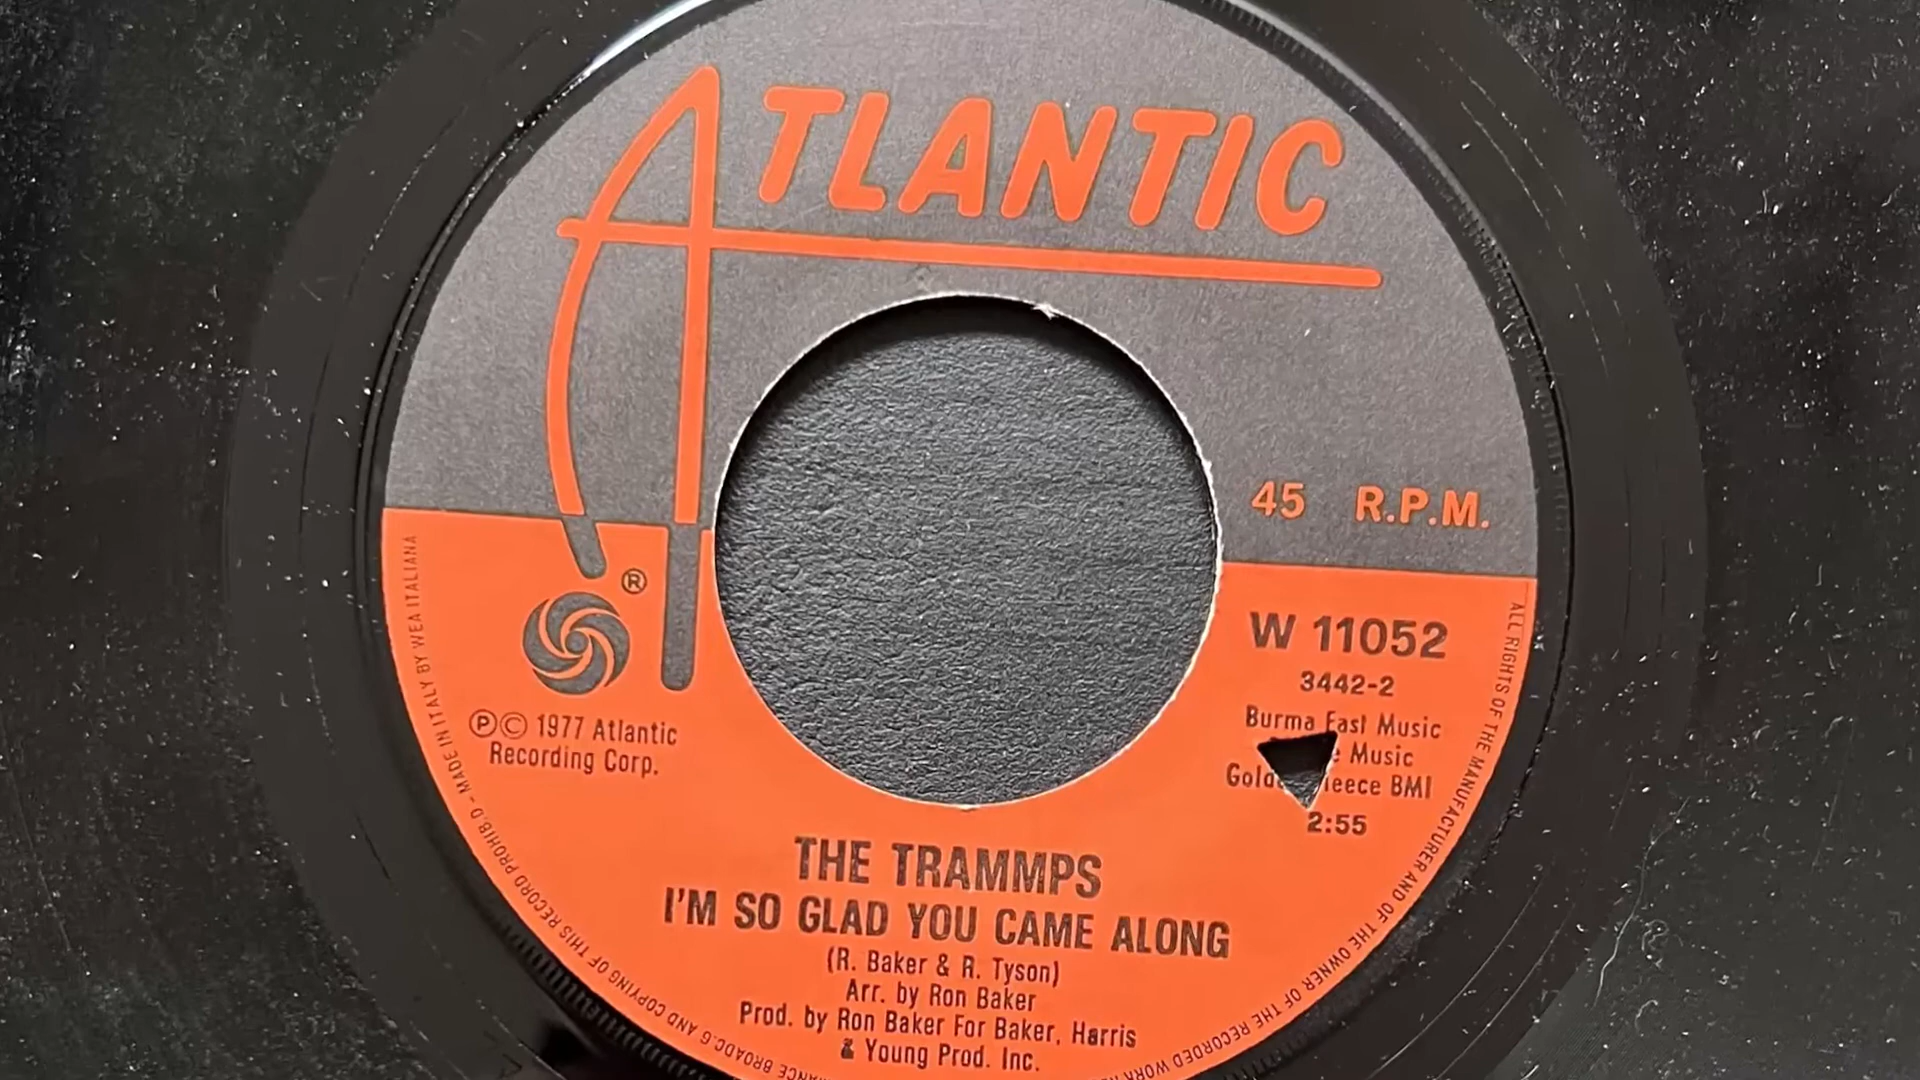 ATLANTIC
45 R.P.M.
®
W 11052
3442-2
Burma East Music
Music
Fleece BMI
2:55
Ⓟ© 1977 Atlantic
Recording Corp.
THE TRAMMPS
I'M SO GLAD YOU CAME ALONG
(R. Baker & R. Tyson)
Arr. by Ron Baker
Prod. by Ron Baker For Baker, Harris
& Young Prod. Inc.
AND COPYING OF THIS RECORD PROHIB.D - MADE IN ITALY BY WEA ITALIANA
ALL RIGHTS OF THE MANUFACTURER AND OF THE OWNER OF THE RECORDED WORK